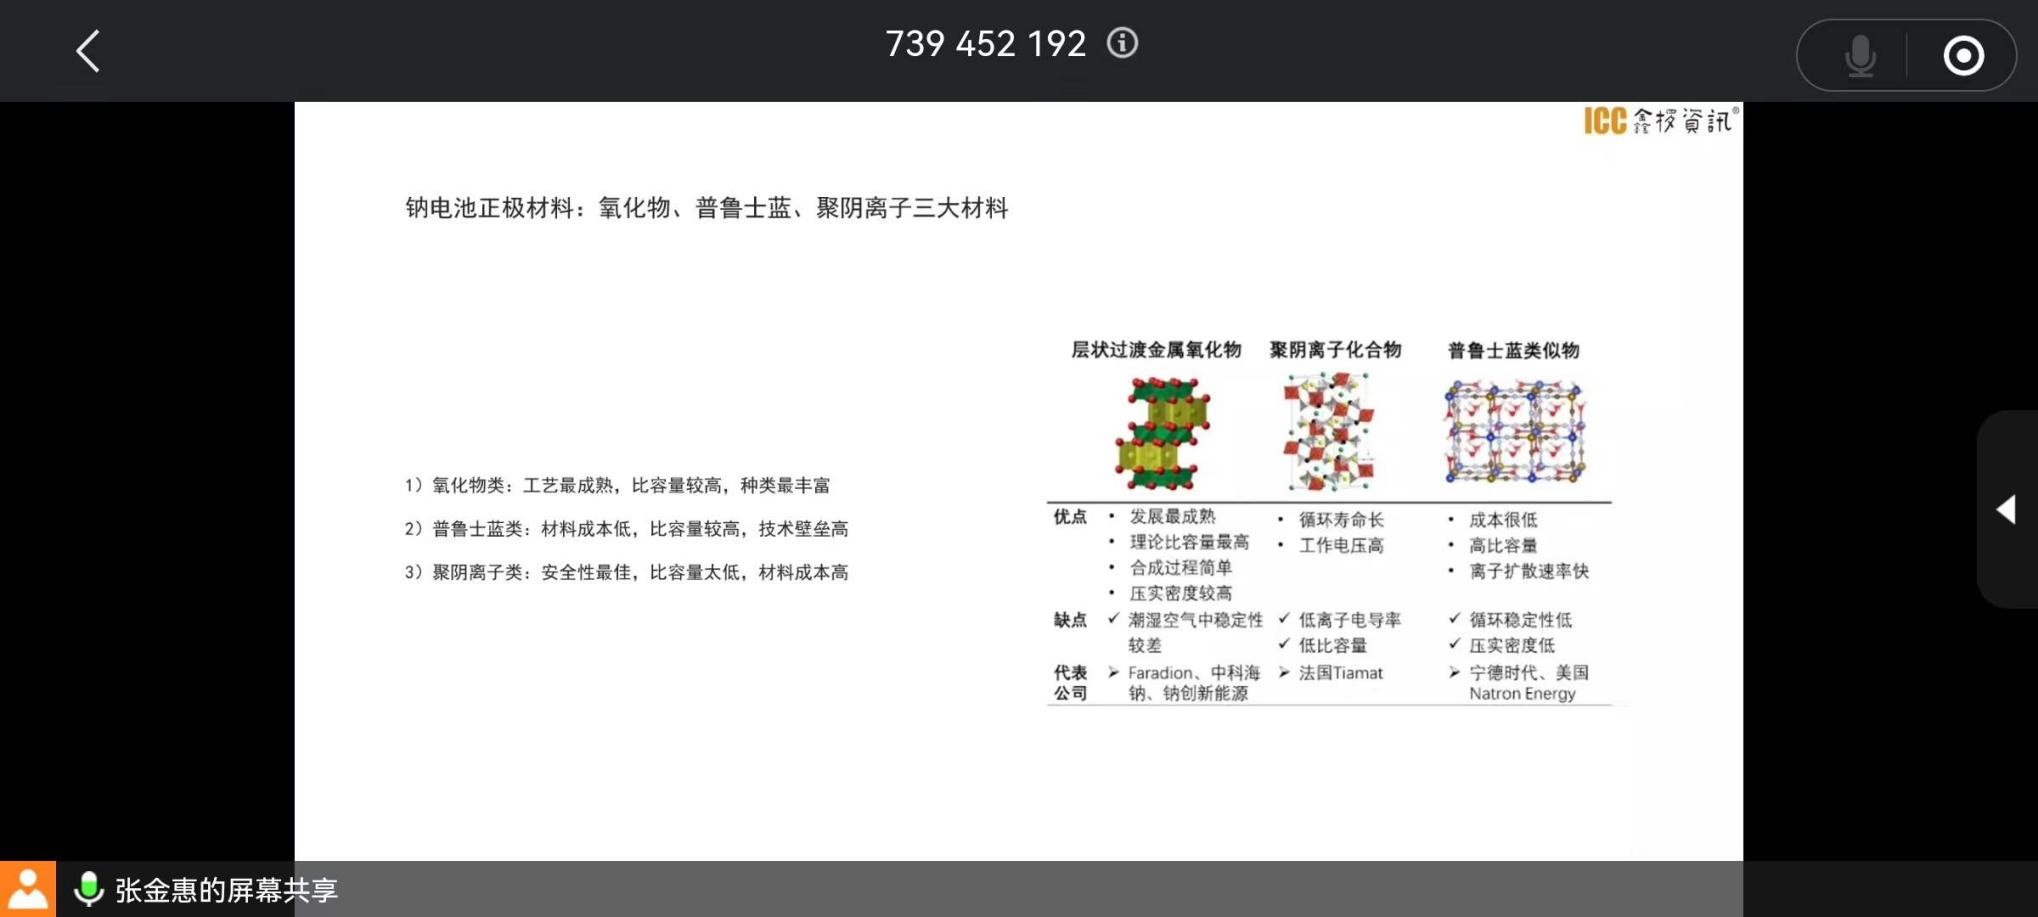 739 452 192
ICC 鑫椤資訊®
钠电池正极材料：氧化物、普鲁士蓝、聚阴离子三大材料
层状过渡金属氧化物 聚阴离子化合物 普鲁士蓝类似物
1）氧化物类：工艺最成熟，比容量较高，种类最丰富
2）普鲁士蓝类：材料成本低，比容量较高，技术壁垒高
3）聚阴离子类：安全性最佳，比容量太低，材料成本高
优点
• 发展最成熟
• 理论比容量最高
• 合成过程简单
• 压实密度较高
• 循环寿命长
• 工作电压高
• 成本很低
• 高比容量
• 离子扩散速率快
缺点
✓ 潮湿空气中稳定性
较差
✓ 低离子电导率
✓ 低比容量
✓ 循环稳定性低
✓ 压实密度低
代表
公司
➢ Faradion、中科海
钠、钠创新能源
➢ 法国Tiamat
➢ 宁德时代、美国
Natron Energy
张金惠的屏幕共享